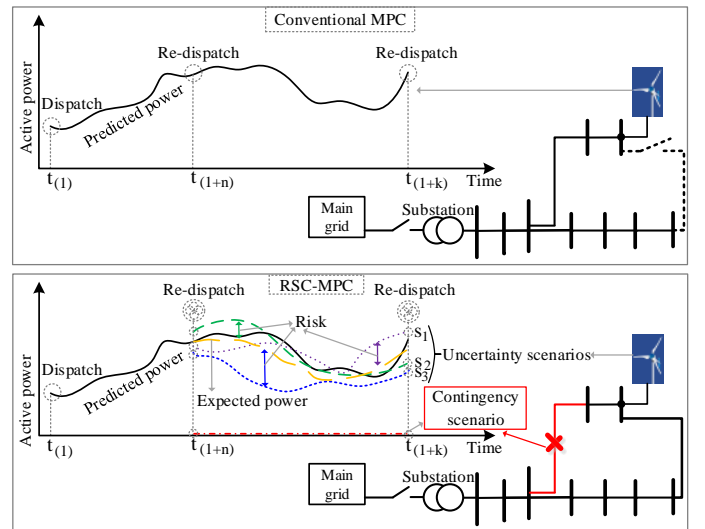 Conventional MPC
Active power
Re-dispatch
Re-dispatch
Dispatch
Predicted power
t(1)
t(1+n)
t(1+k)
Time
Main
grid
Substation
RSC-MPC
Active power
Re-dispatch
Re-dispatch
Risk
Dispatch
Predicted power
Expected power
S1
S2
S3
Uncertainty scenarios
Contingency
scenario
t(1)
t(1+n)
t(1+k)
Time
Main
grid
Substation